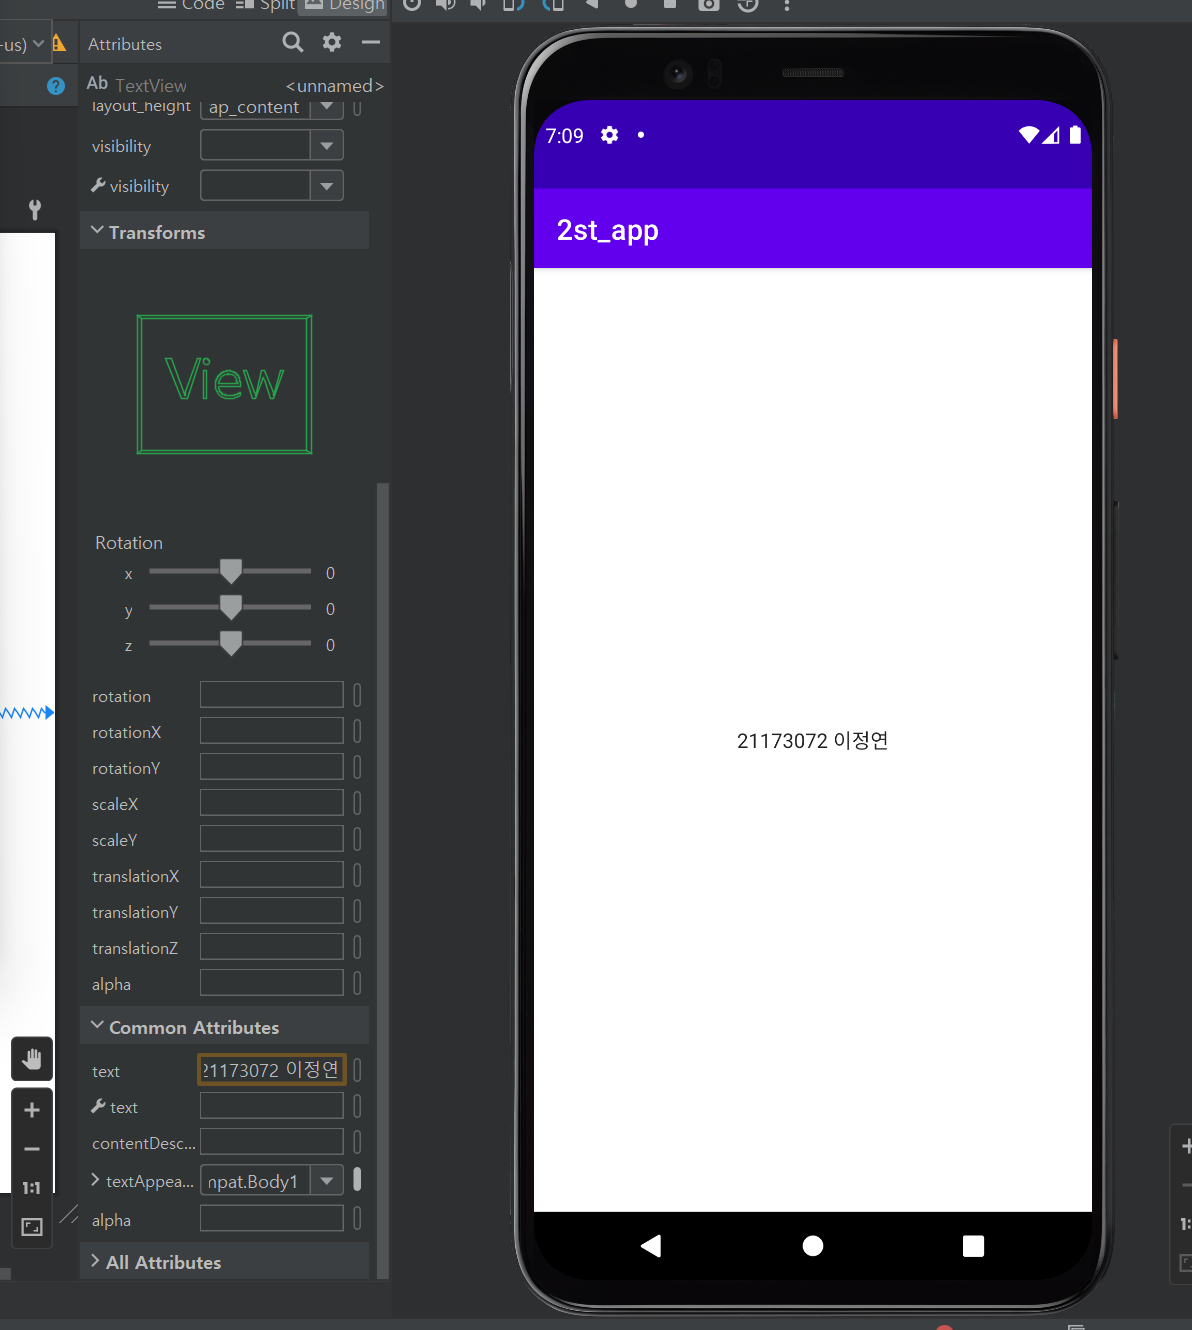 Code Split Design
-us)
Attributes
Ab TextView <unnamed>
layout_height ap_content
visibility
visibility
Transforms
View
Rotation
x 0
y 0
z 0
rotation
rotationX
rotationY
scaleX
scaleY
translationX
translationY
translationZ
alpha
Common Attributes
text 21173072 이정연
text
contentDesc...
textAppea... mpat.Body1
alpha
All Attributes
1:1
7:09
2st_app
21173072 이정연
1: